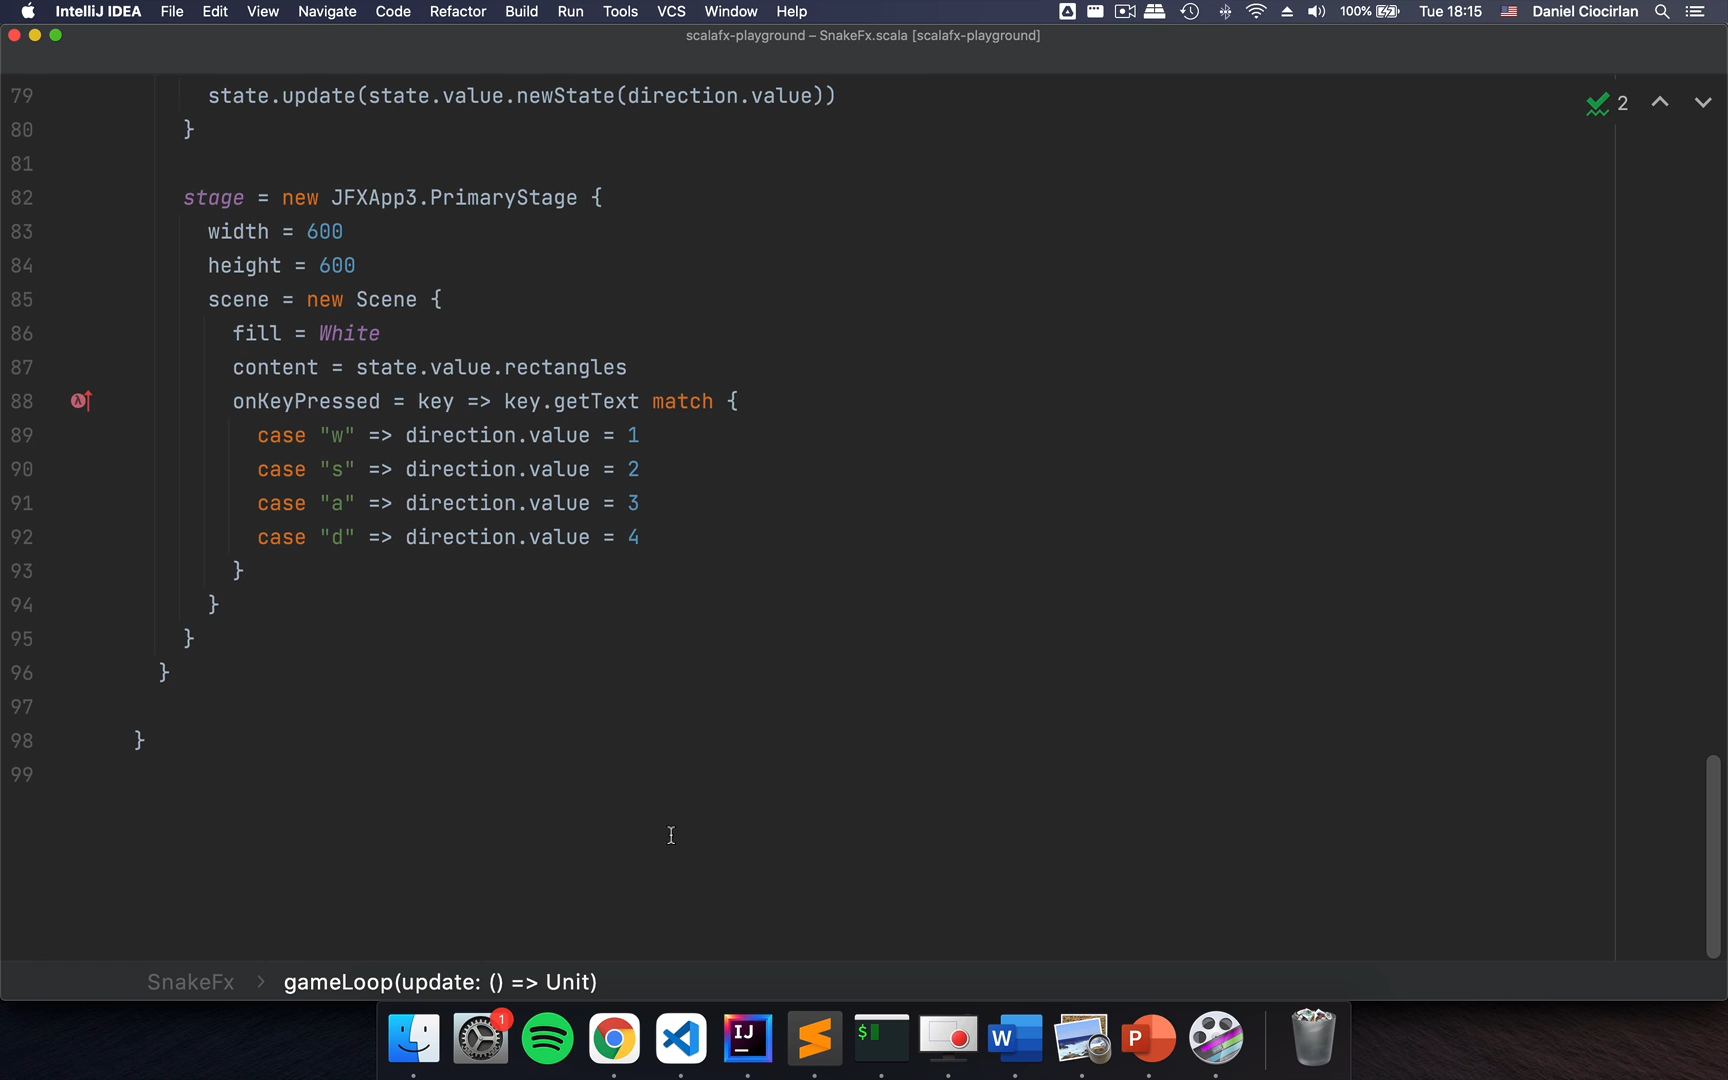 IntelliJ IDEA File Edit View Navigate Code Refactor Build Run Tools VCS Window Help 100% Tue 18:15 Daniel Ciocirlan
scalafx-playground – SnakeFx.scala [scalafx-playground]
2
79 state.update(state.value.newState(direction.value))
80 }
81
82 stage = new JFXApp3.PrimaryStage {
83 width = 600
84 height = 600
85 scene = new Scene {
86 fill = White
87 content = state.value.rectangles
88 onKeyPressed = key => key.getText match {
89 case "w" => direction.value = 1
90 case "s" => direction.value = 2
91 case "a" => direction.value = 3
92 case "d" => direction.value = 4
93 }
94 }
95 }
96 }
97
98 }
99
SnakeFx > gameLoop(update: () => Unit)
1
IJ $ W P